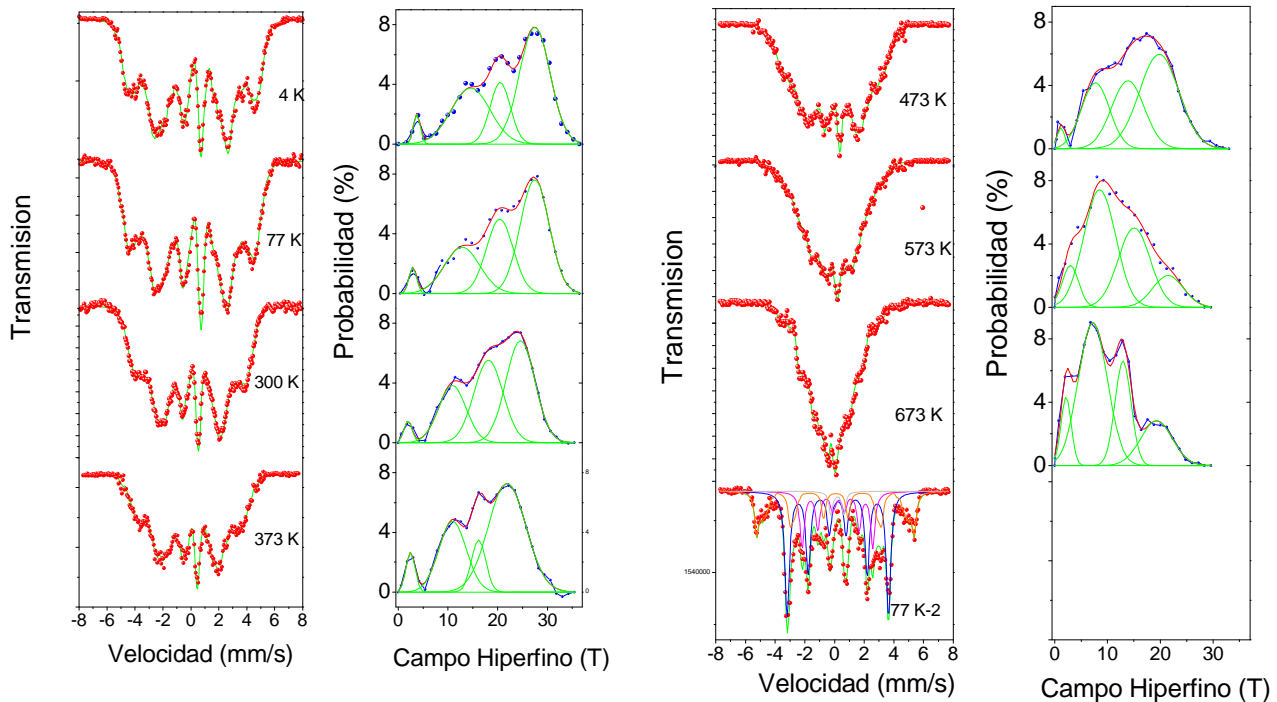 Transmision
4 K
77 K
300 K
373 K
-8 -6 -4 -2 0 2 4 6 8
Velocidad (mm/s)
Probabilidad (%)
8
4
0
8
4
0
8
4
0
8
4
0
8
4
0
0 10 20 30
Campo Hiperfino (T)
Transmision
473 K
573 K
673 K
77 K-2
1540000
-8 -6 -4 -2 0 2 4 6 8
Velocidad (mm/s)
Probabilidad (%)
8
4
0
8
4
0
8
4
0
0 10 20 30
Campo Hiperfino (T)